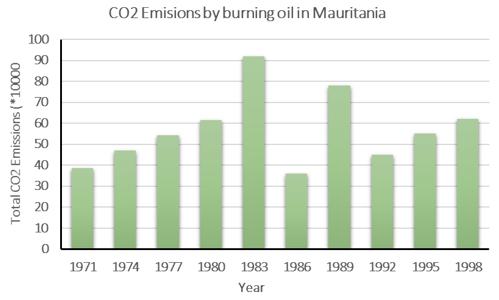 CO2 Emisions by burning oil in Mauritania
Total CO2 Emissions (*10000
100
90
80
70
60
50
40
30
20
10
0
1971 1974 1977 1980 1983 1986 1989 1992 1995 1998
Year